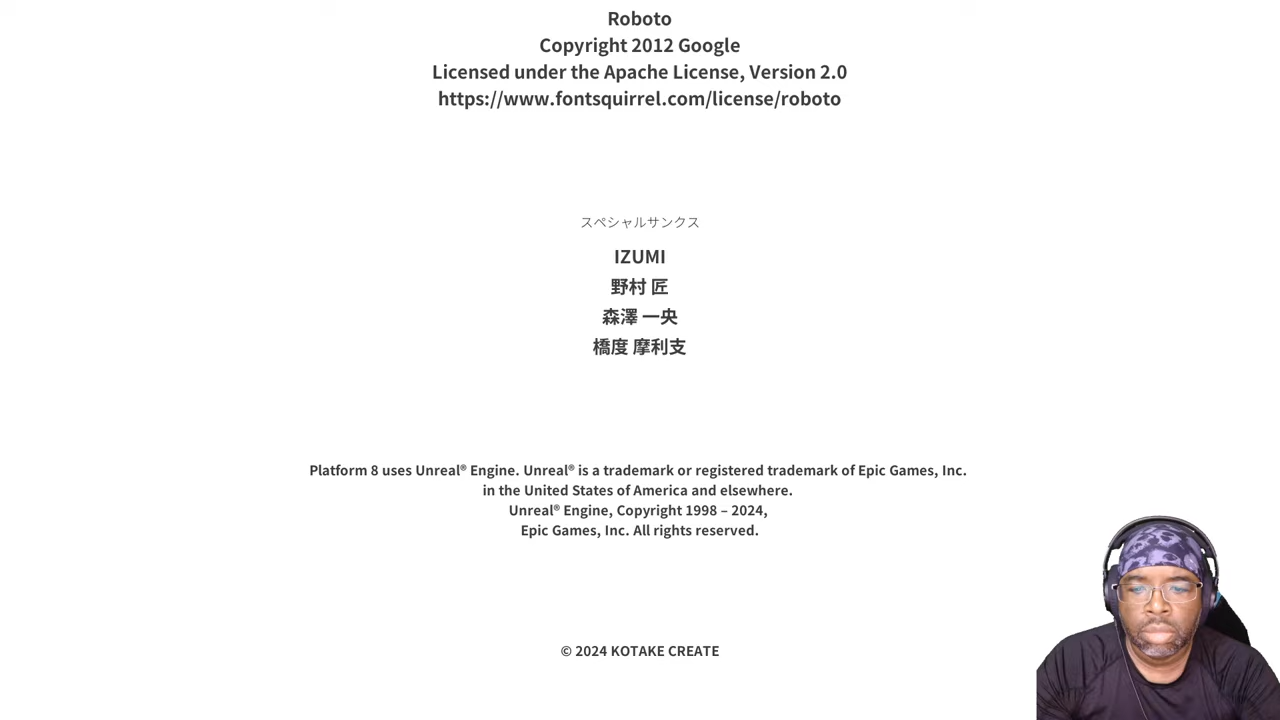 Roboto
Copyright 2012 Google
Licensed under the Apache License, Version 2.0
https://www.fontsquirrel.com/license/roboto
スペシャルサンクス
IZUMI
野村 匠
森澤 一央
橋度 摩利支
Platform 8 uses Unreal® Engine. Unreal® is a trademark or registered trademark of Epic Games, Inc.
in the United States of America and elsewhere.
Unreal® Engine, Copyright 1998 – 2024,
Epic Games, Inc. All rights reserved.
© 2024 KOTAKE CREATE